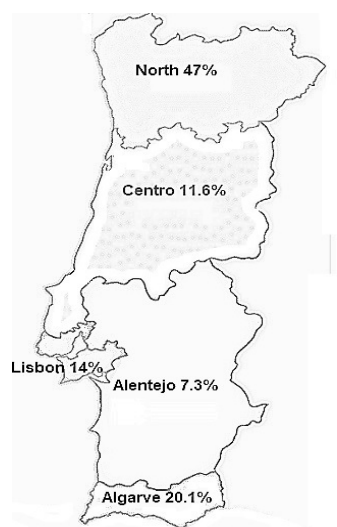 North 47%
Centro 11.6%
Lisbon 14%
Alentejo 7.3%
Algarve 20.1%